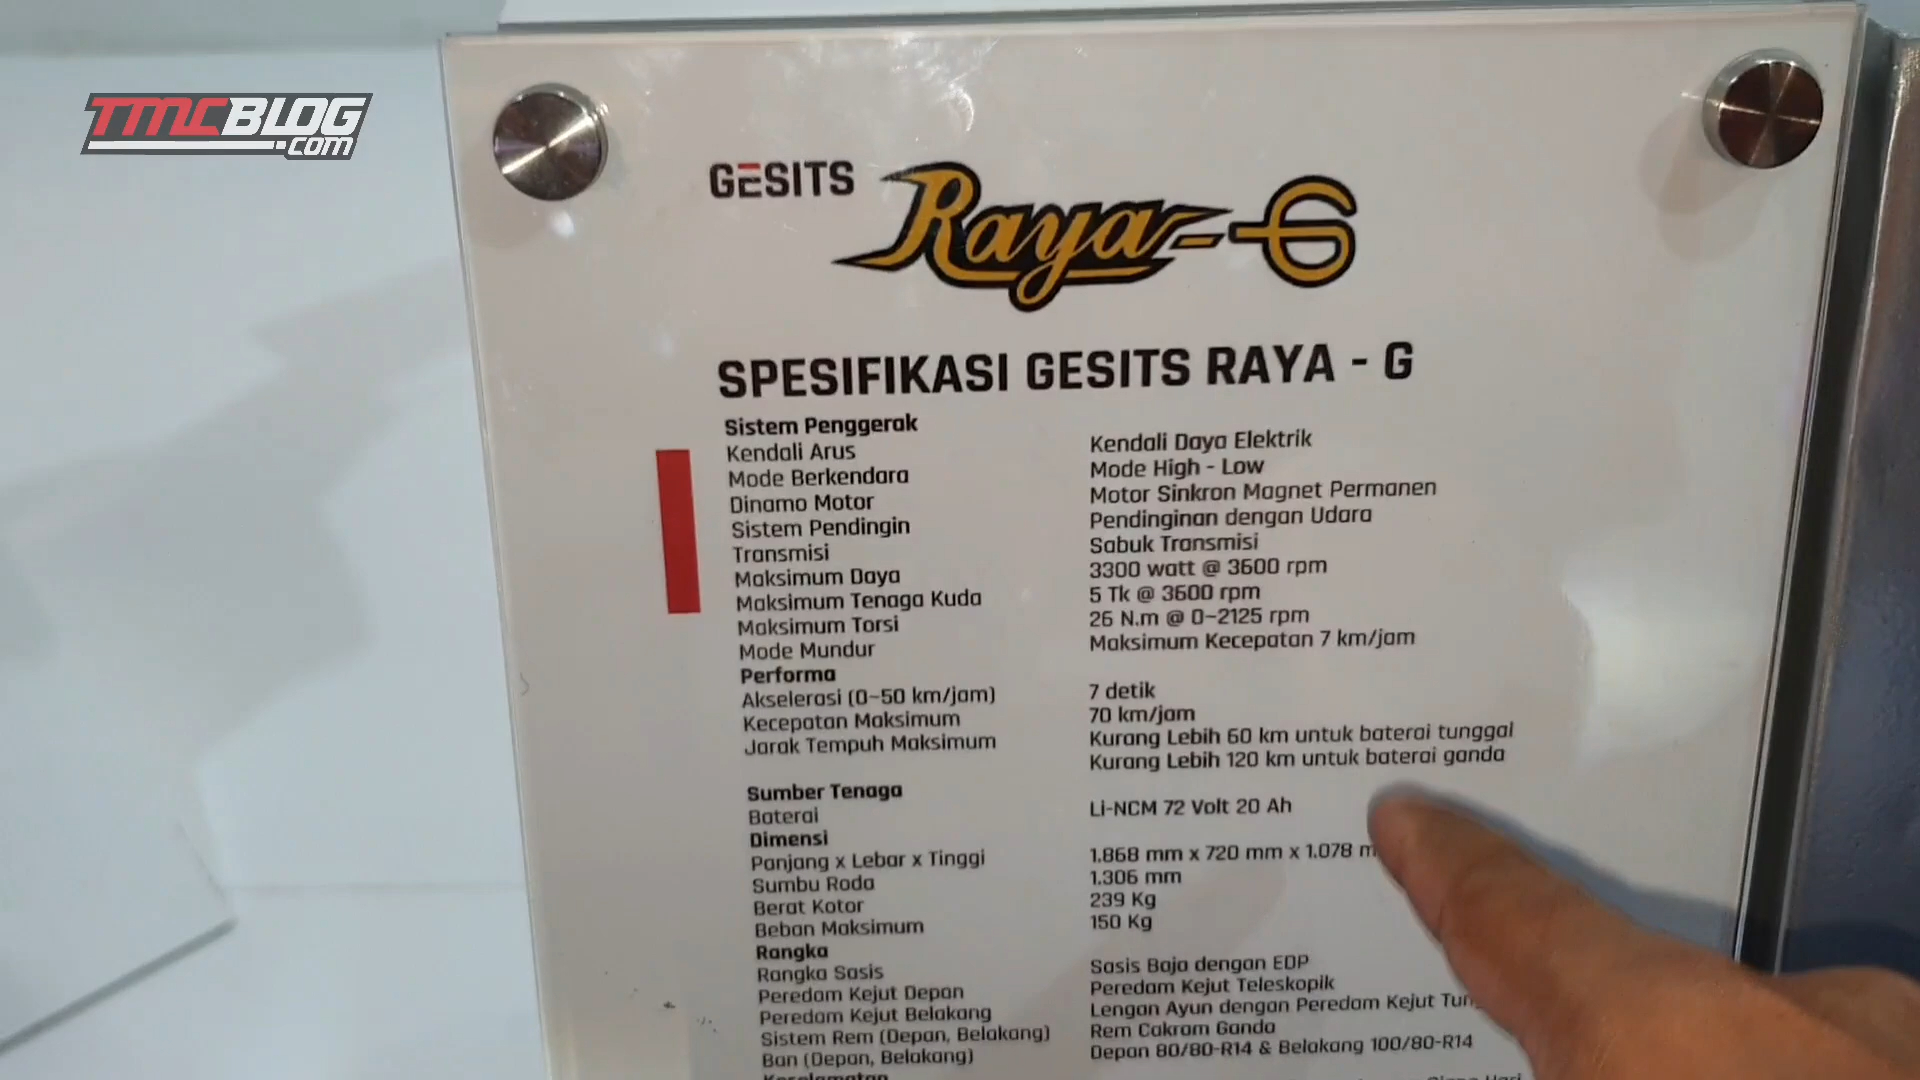 TMCBLOG
.com
GESITS
Raya-G
SPESIFIKASI GESITS RAYA - G
Sistem Penggerak
Kendali Arus Kendali Daya Elektrik
Mode Berkendara Mode High - Low
Dinamo Motor Motor Sinkron Magnet Permanen
Sistem Pendingin Pendinginan dengan Udara
Transmisi Sabuk Transmisi
Maksimum Daya 3300 watt @ 3600 rpm
Maksimum Tenaga Kuda 5 Tk @ 3600 rpm
Maksimum Torsi 26 N.m @ 0-2125 rpm
Mode Mundur Maksimum Kecepatan 7 km/jam
Performa
Akselerasi (0-50 km/jam) 7 detik
Kecepatan Maksimum 70 km/jam
Jarak Tempuh Maksimum Kurang Lebih 60 km untuk baterai tunggal
Kurang Lebih 120 km untuk baterai ganda
Sumber Tenaga
Baterai Li-NCM 72 Volt 20 Ah
Dimensi
Panjang x Lebar x Tinggi 1.868 mm x 720 mm x 1.078 m
Sumbu Roda 1.306 mm
Berat Kotor 239 Kg
Beban Maksimum 150 Kg
Rangka
Rangka Sasis Sasis Baja dengan EDP
Peredam Kejut Depan Peredam Kejut Teleskopik
Peredam Kejut Belakang Lengan Ayun dengan Peredam Kejut
Sistem Rem (Depan, Belakang) Rem Cakram Ganda
Ban (Depan, Belakang) Depan 80/80-R14 & Belakang 100/80-R14